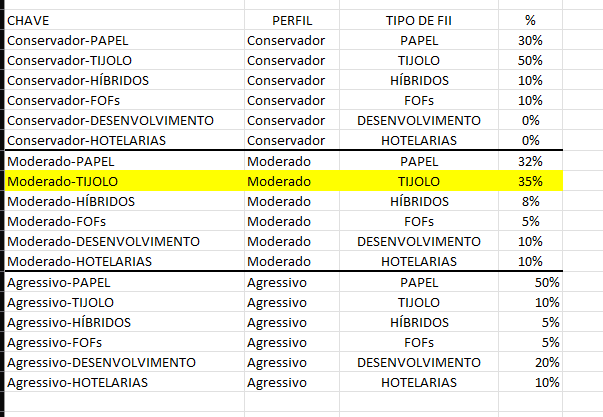 CHAVE PERFIL TIPO DE FII %
Conservador-PAPEL Conservador PAPEL 30%
Conservador-TIJOLO Conservador TIJOLO 50%
Conservador-HÍBRIDOS Conservador HÍBRIDOS 10%
Conservador-FOFs Conservador FOFs 10%
Conservador-DESENVOLVIMENTO Conservador DESENVOLVIMENTO 0%
Conservador-HOTELARIAS Conservador HOTELARIAS 0%
Moderado-PAPEL Moderado PAPEL 32%
Moderado-TIJOLO Moderado TIJOLO 35%
Moderado-HÍBRIDOS Moderado HÍBRIDOS 8%
Moderado-FOFs Moderado FOFs 5%
Moderado-DESENVOLVIMENTO Moderado DESENVOLVIMENTO 10%
Moderado-HOTELARIAS Moderado HOTELARIAS 10%
Agressivo-PAPEL Agressivo PAPEL 50%
Agressivo-TIJOLO Agressivo TIJOLO 10%
Agressivo-HÍBRIDOS Agressivo HÍBRIDOS 5%
Agressivo-FOFs Agressivo FOFs 5%
Agressivo-DESENVOLVIMENTO Agressivo DESENVOLVIMENTO 20%
Agressivo-HOTELARIAS Agressivo HOTELARIAS 10%